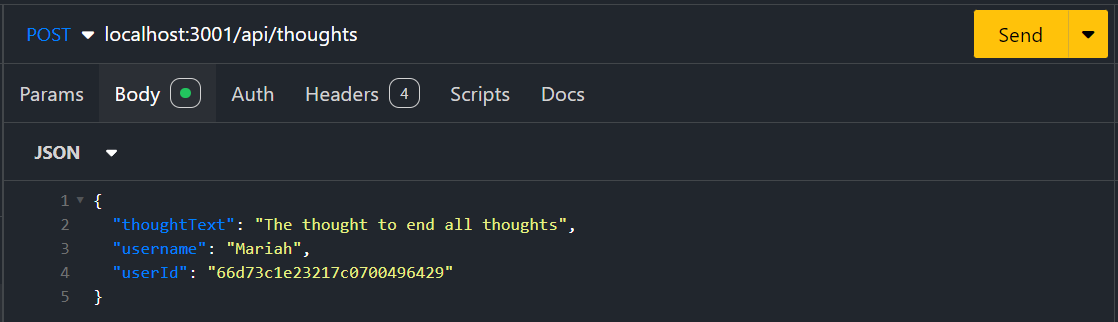 POST localhost:3001/api/thoughts Send
Params Body Auth Headers 4 Scripts Docs
JSON
1 {
2 "thoughtText": "The thought to end all thoughts",
3 "username": "Mariah",
4 "userId": "66d73c1e23217c0700496429"
5 }